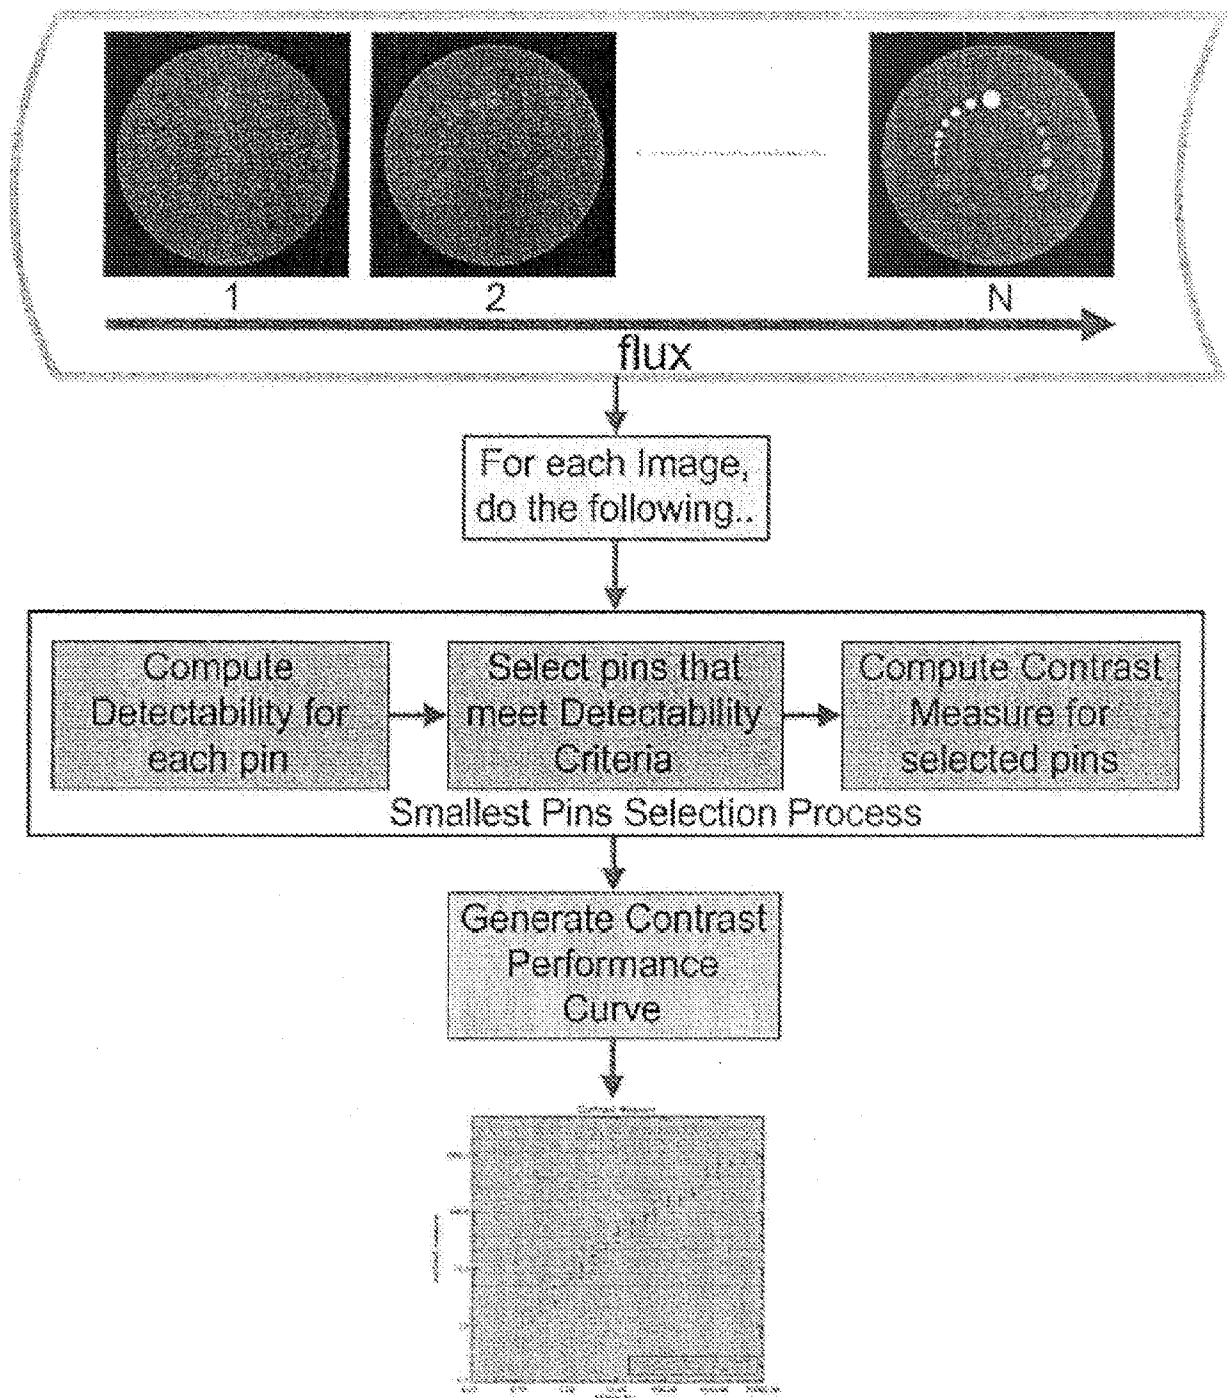 1
2
N
flux
For each Image,
do the following..
Compute
Detectability for
each pin
Select pins that
meet Detectability
Criteria
Compute Contrast
Measure for
selected pins
Smallest Pins Selection Process
Generate Contrast
Performance
Curve